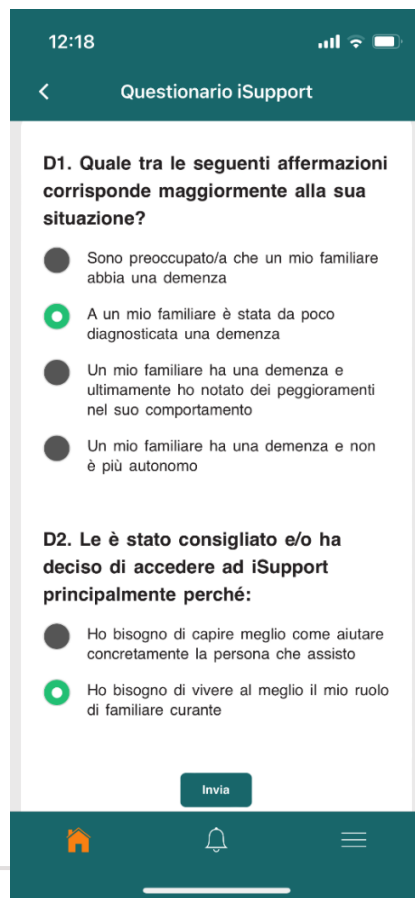 12:18
Questionario iSupport
D1. Quale tra le seguenti affermazioni
corrisponde maggiormente alla sua
situazione?
Sono preoccupato/a che un mio familiare
abbia una demenza
A un mio familiare è stata da poco
diagnosticata una demenza
Un mio familiare ha una demenza e
ultimamente ho notato dei peggioramenti
nel suo comportamento
Un mio familiare ha una demenza e non
è più autonomo
D2. Le è stato consigliato e/o ha
deciso di accedere ad iSupport
principalmente perché:
Ho bisogno di capire meglio come aiutare
concretamente la persona che assisto
Ho bisogno di vivere al meglio il mio ruolo
di familiare curante
Invia